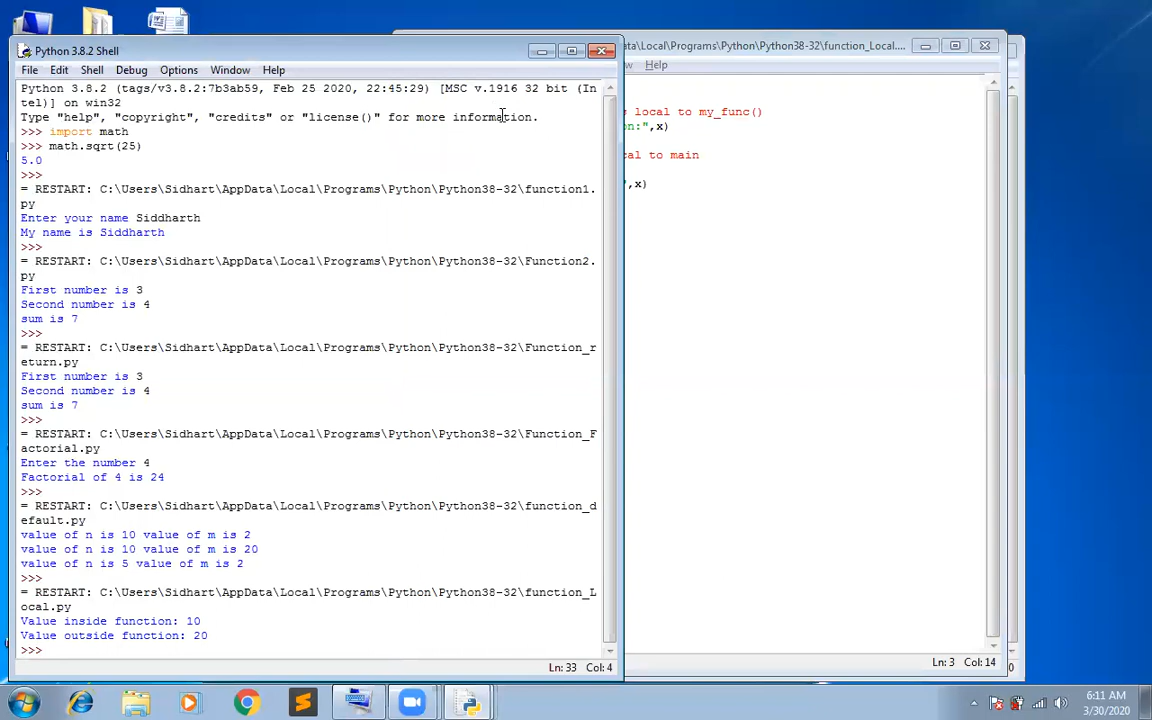 Python 3.8.2 Shell
File Edit Shell Debug Options Window Help
Python 3.8.2 (tags/v3.8.2:7b3ab59, Feb 25 2020, 22:45:29) [MSC v.1916 32 bit (In
tel)] on win32
Type "help", "copyright", "credits" or "license()" for more information.
>>> import math
>>> math.sqrt(25)
5.0
>>>
= RESTART: C:\Users\Sidhart\AppData\Local\Programs\Python\Python38-32\function1.
py
Enter your name Siddharth
My name is Siddharth
>>>
= RESTART: C:\Users\Sidhart\AppData\Local\Programs\Python\Python38-32\Function2.
py
First number is 3
Second number is 4
sum is 7
>>>
= RESTART: C:\Users\Sidhart\AppData\Local\Programs\Python\Python38-32\Function_r
eturn.py
First number is 3
Second number is 4
sum is 7
>>>
= RESTART: C:\Users\Sidhart\AppData\Local\Programs\Python\Python38-32\Function_F
actorial.py
Enter the number 4
Factorial of 4 is 24
>>>
= RESTART: C:\Users\Sidhart\AppData\Local\Programs\Python\Python38-32\function_d
efault.py
value of n is 10 value of m is 2
value of n is 10 value of m is 20
value of n is 5 value of m is 2
>>>
= RESTART: C:\Users\Sidhart\AppData\Local\Programs\Python\Python38-32\function_L
ocal.py
Value inside function: 10
Value outside function: 20
>>>
Ln: 33 Col: 4
ta\Local\Programs\Python\Python38-32\function_Local....
w Help
s local to my_func()
on:",x)
cal to main
",x)
Ln: 3 Col: 14
0
6:11 AM
3/30/2020